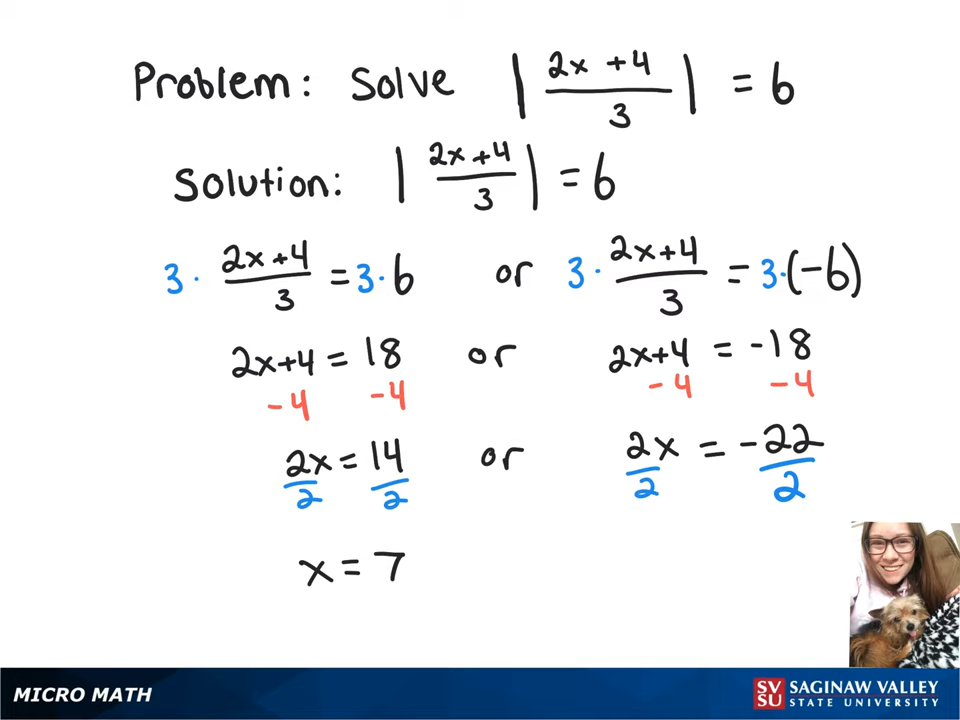 Problem: Solve | (2x + 4)/3 | = 6
Solution: | (2x+4)/3 | = 6
3 · (2x+4)/3 = 3 · 6 or 3 · (2x+4)/3 = 3 · (-6)
2x+4 = 18 or 2x+4 = -18
-4 -4 -4 -4
2x = 14 or 2x = -22
2 2 2 2
x = 7
MICRO MATH SVSU SAGINAW VALLEY STATE UNIVERSITY